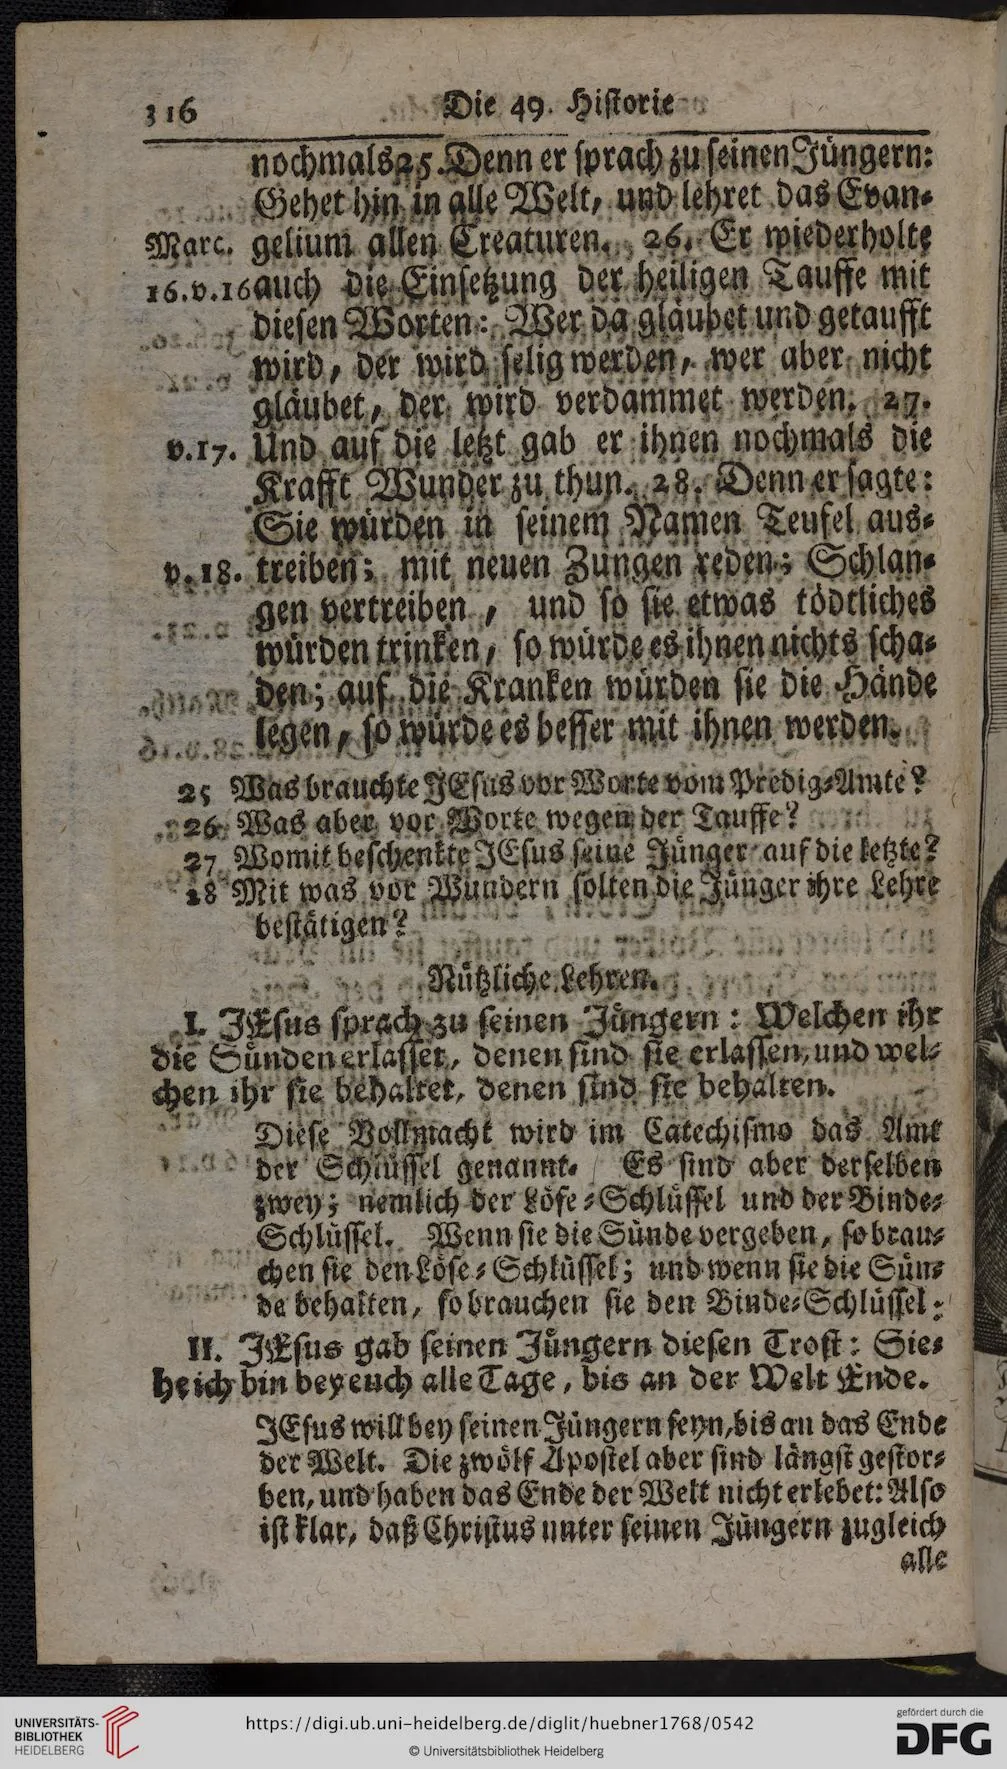 316 Die 49. Historie
nochmals 25. Denn er sprach zu seinen Jüngern:
Gehet hin in alle Welt, und lehret das Evan-
Marc. gelium allen Creaturen. 26. Er wiederholte
16.v.16 auch die Einsetzung der heiligen Tauffe mit
diesen Worten: Wer da gläubet und getaufft
wird, der wird selig werden, wer aber nicht
gläubet, der wird verdammet werden. 27.
v.17. Und auf die letzt gab er ihnen nochmals die
Krafft Wunder zu thun. 28. Denn er sagte:
Sie würden in seinem Namen Teufel aus-
v.18. treiben; mit neuen Zungen reden; Schlan-
gen vertreiben, und so sie etwas tödtliches
würden trinken, so würde es ihnen nichts scha-
den; auf die Kranken würden sie die Hände
legen, so würde es besser mit ihnen werden.
25 Was brauchte JEsus vor Worte vom Predig-Amte?
26 Was aber vor Worte wegen der Tauffe?
27 Womit beschenkte JEsus seine Jünger auf die letzte?
28 Mit was vor Wundern solten die Jünger ihre Lehre
bestätigen?
Nützliche Lehren.
I. JEsus sprach zu seinen Jüngern: Welchen ihr
die Sünden erlasset, denen sind sie erlassen, und wel-
chen ihr sie behaltet, denen sind sie behalten.
Diese Vollmacht wird im Catechismo das Amt
der Schlüssel genannt. Es sind aber derselben
zwey; nemlich der Löse-Schlüssel und der Binde-
Schlüssel. Wenn sie die Sünde vergeben, so brau-
chen sie den Löse-Schlüssel; und wenn sie die Sün-
de behalten, so brauchen sie den Binde-Schlüssel.
II. JEsus gab seinen Jüngern diesen Trost: Sie-
he ich bin bey euch alle Tage, bis an der Welt Ende.
JEsus will bey seinen Jüngern seyn, bis an das Ende
der Welt. Die zwölf Apostel aber sind längst gestor-
ben, und haben das Ende der Welt nicht erlebet: Also
ist klar, daß Christus unter seinen Jüngern zugleich
alle
UNIVERSITÄTS-
BIBLIOTHEK
HEIDELBERG
https://digi.ub.uni-heidelberg.de/diglit/huebner1768/0542
© Universitätsbibliothek Heidelberg
gefördert durch die
DFG